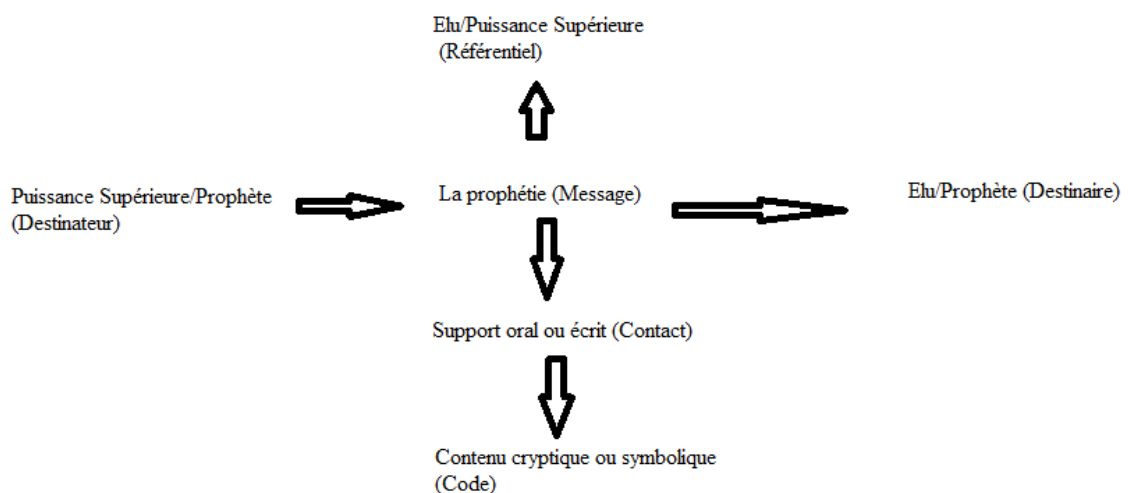 Elu/Puissance Supérieure
(Référentiel)
Puissance Supérieure/Prophète
(Destinateur)
La prophétie (Message)
Elu/Prophète (Destinaire)
Support oral ou écrit (Contact)
Contenu cryptique ou symbolique
(Code)